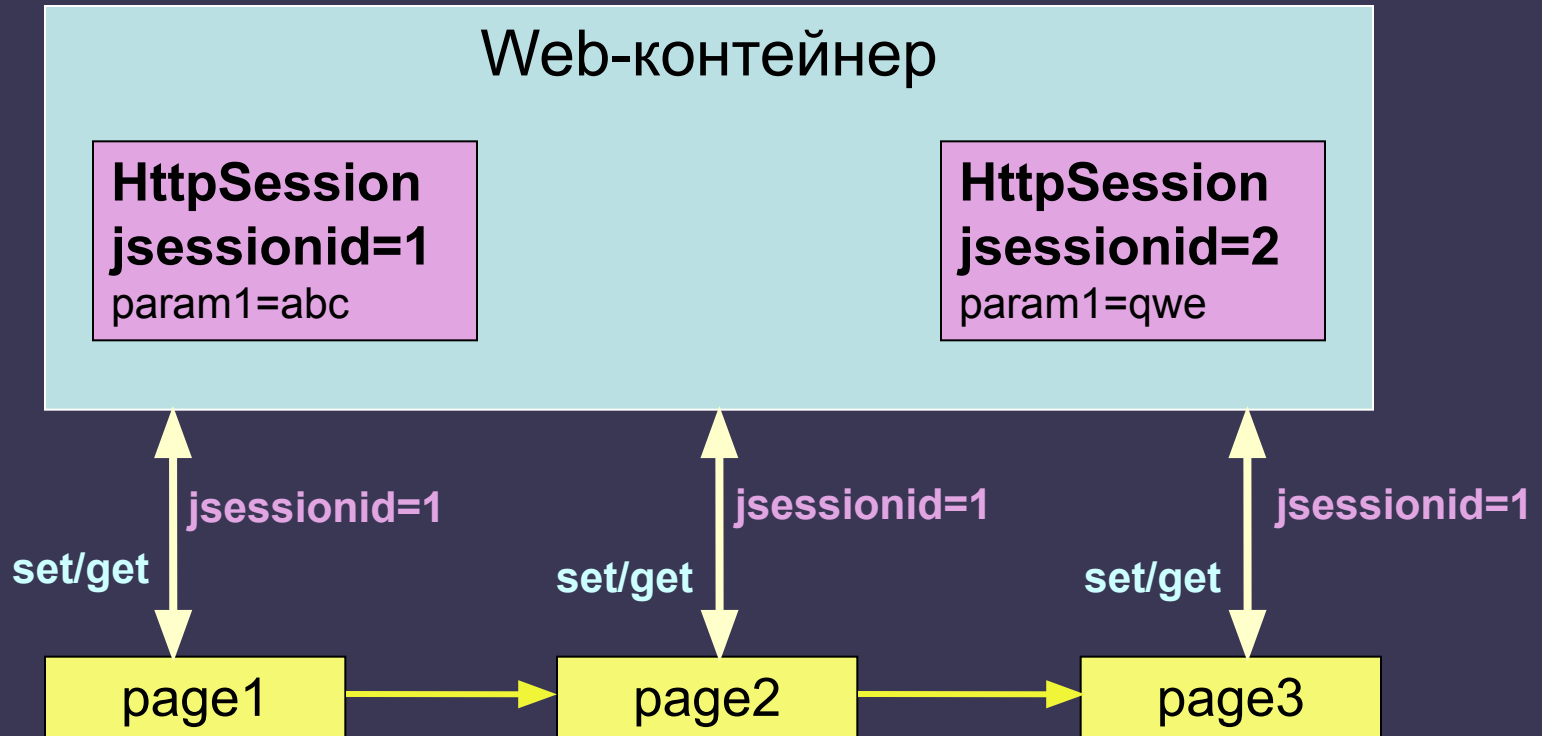 Web-контейнер
HttpSession
jsessionid=1
param1=abc
HttpSession
jsessionid=2
param1=qwe
jsessionid=1
set/get
jsessionid=1
set/get
jsessionid=1
set/get
page1
page2
page3